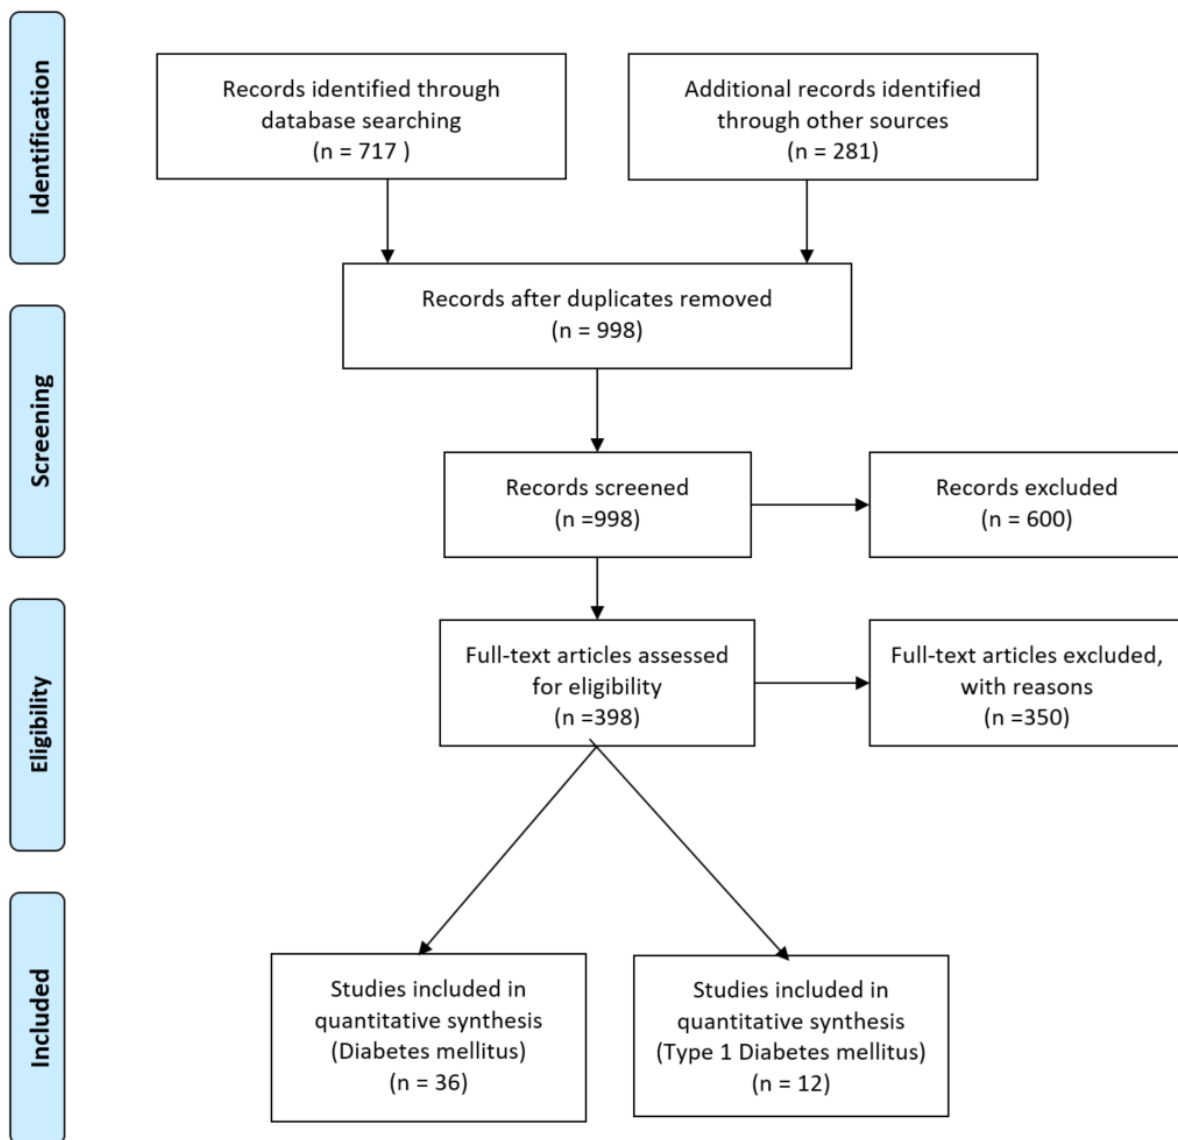 Identification
Records identified through
database searching
(n = 717 )
Additional records identified
through other sources
(n = 281)
Records after duplicates removed
(n = 998)
Screening
Records screened
(n =998)
Records excluded
(n = 600)
Eligibility
Full-text articles assessed
for eligibility
(n =398)
Full-text articles excluded,
with reasons
(n =350)
Included
Studies included in
quantitative synthesis
(Diabetes mellitus)
(n = 36)
Studies included in
quantitative synthesis
(Type 1 Diabetes mellitus)
(n = 12)